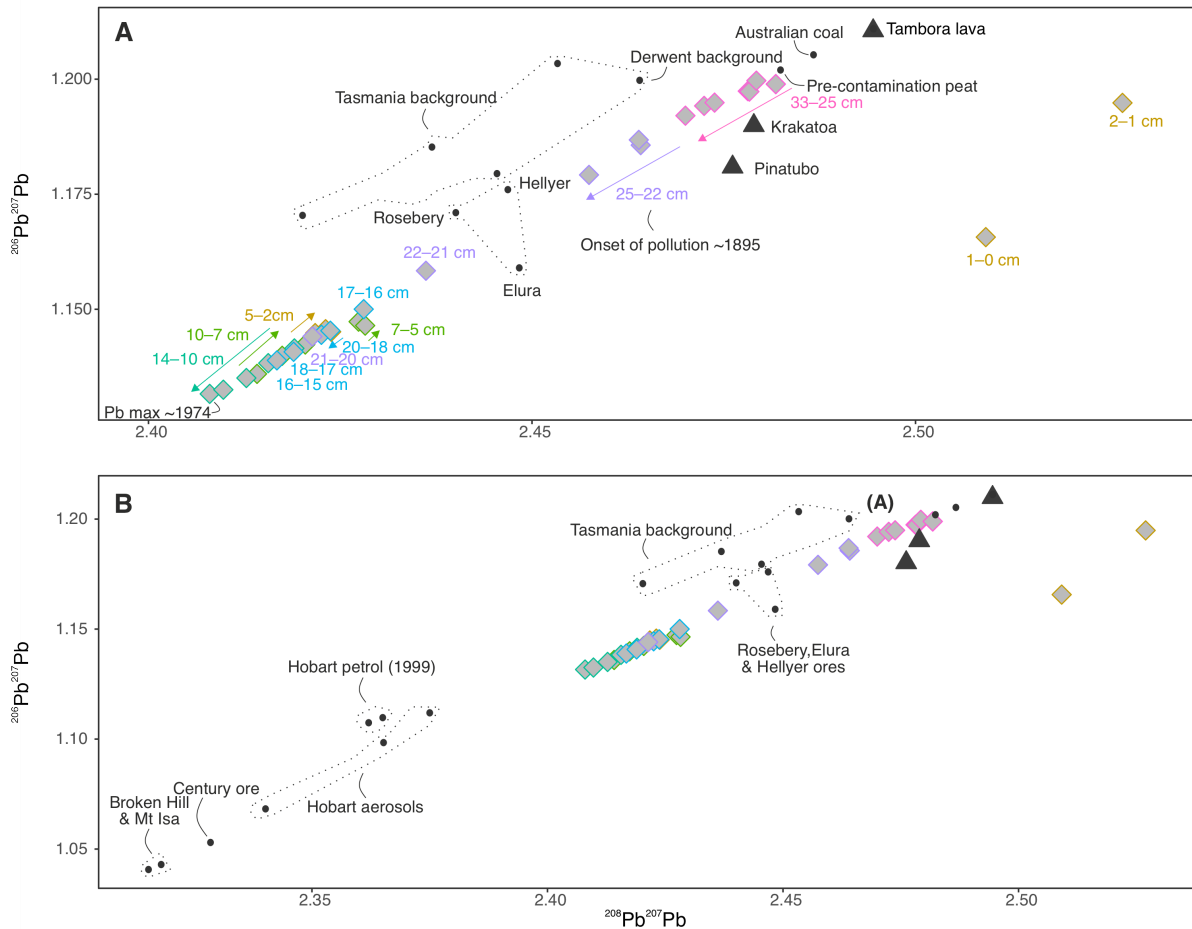 A
Tambora lava
Australian coal
Derwent background
1.200
Pre-contamination peat
Tasmania background
33–25 cm
2–1 cm
Krakatoa
Pinatubo
1.175
Hellyer
25–22 cm
Rosebery
²⁰⁶Pb²⁰⁷Pb
Onset of pollution ~1895
22–21 cm
1–0 cm
Elura
17–16 cm
1.150
5–2cm
10–7 cm
7–5 cm
20–18 cm
14–10 cm
21–20 cm
18–17 cm
16–15 cm
Pb max ~1974
2.40
2.45
2.50
B
(A)
1.20
Tasmania background
1.15
Rosebery,Elura
& Hellyer ores
Hobart petrol (1999)
²⁰⁶Pb²⁰⁷Pb
1.10
Century ore
Broken Hill
& Mt Isa
Hobart aerosols
1.05
2.35
2.40
2.45
2.50
²⁰⁸Pb²⁰⁷Pb